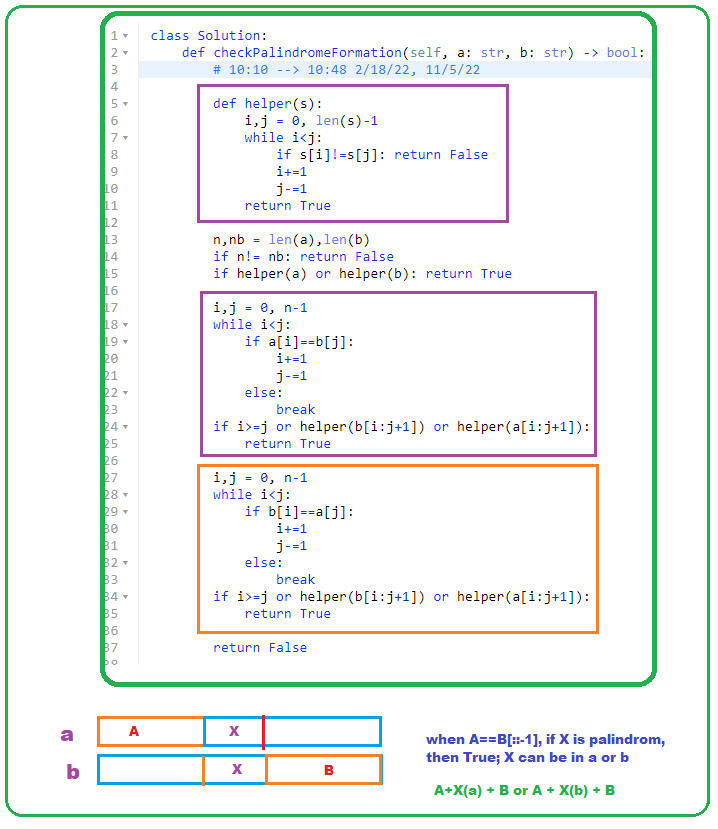 1 class Solution:
2 def checkPalindromeFormation(self, a: str, b: str) -> bool:
3 # 10:10 --> 10:48 2/18/22, 11/5/22
4
5 def helper(s):
6 i,j = 0, len(s)-1
7 while i<j:
8 if s[i]!=s[j]: return False
9 i+=1
10 j-=1
11 return True
12
13 n,nb = len(a),len(b)
14 if n!= nb: return False
15 if helper(a) or helper(b): return True
16
17 i,j = 0, n-1
18 while i<j:
19 if a[i]==b[j]:
20 i+=1
21 j-=1
22 else:
23 break
24 if i>=j or helper(b[i:j+1]) or helper(a[i:j+1]):
25 return True
26
27 i,j = 0, n-1
28 while i<j:
29 if b[i]==a[j]:
30 i+=1
31 j-=1
32 else:
33 break
34 if i>=j or helper(b[i:j+1]) or helper(a[i:j+1]):
35 return True
36
37 return False
a A X
b X B
when A==B[::-1], if X is palindrom,
then True; X can be in a or b
A+X(a) + B or A + X(b) + B